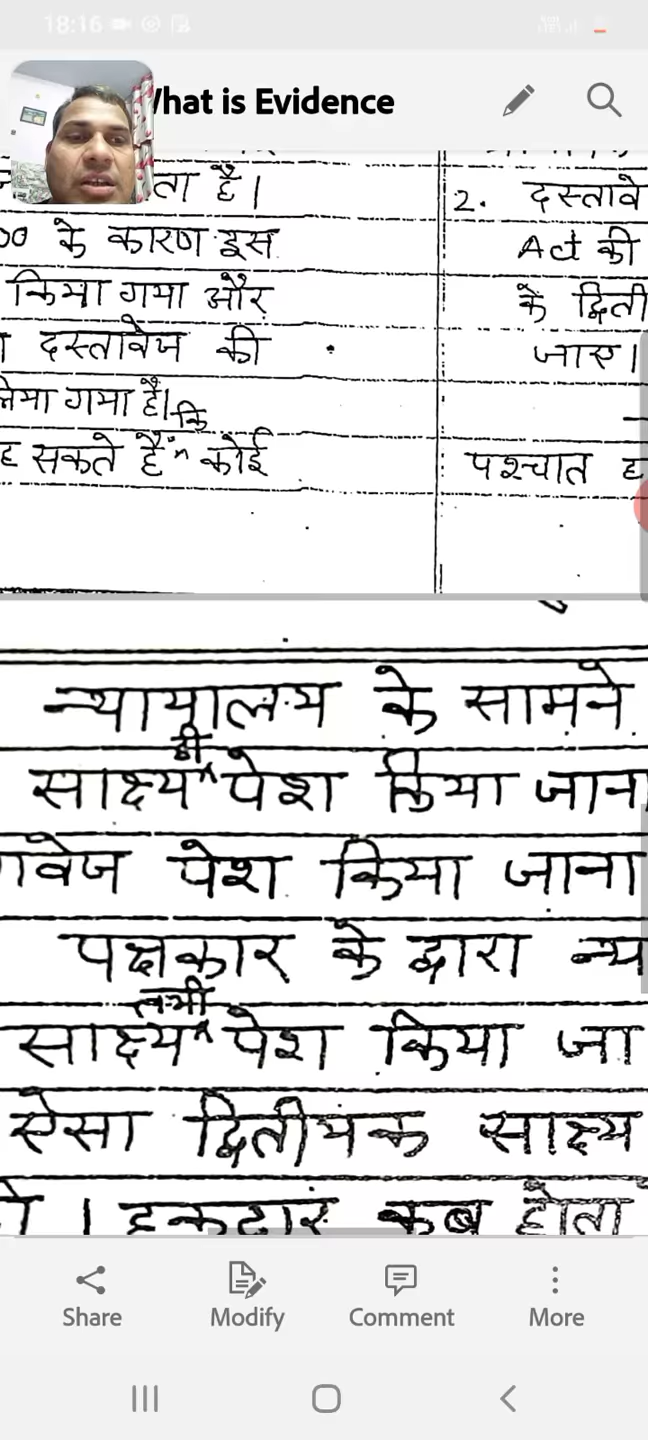 18:16
What is Evidence
ता है।
2. दस्तावे
00 के कारण इस
Act की
किया गया और
के द्विती
दस्तावेज की
जाए।
लिया गया है।
कि
ह सकते हैं कोई
पश्चात ह
न्यायालय के सामने
ही
साक्ष्य ^ पेश किया जाना
ावेज पेश किया जाना
पक्षकार के द्वारा न्य
तभी
साक्ष्य ^ पेश किया जा
ऐसा द्वितीयक साक्ष्य
। हकदार कब होता
Share
Modify
Comment
More